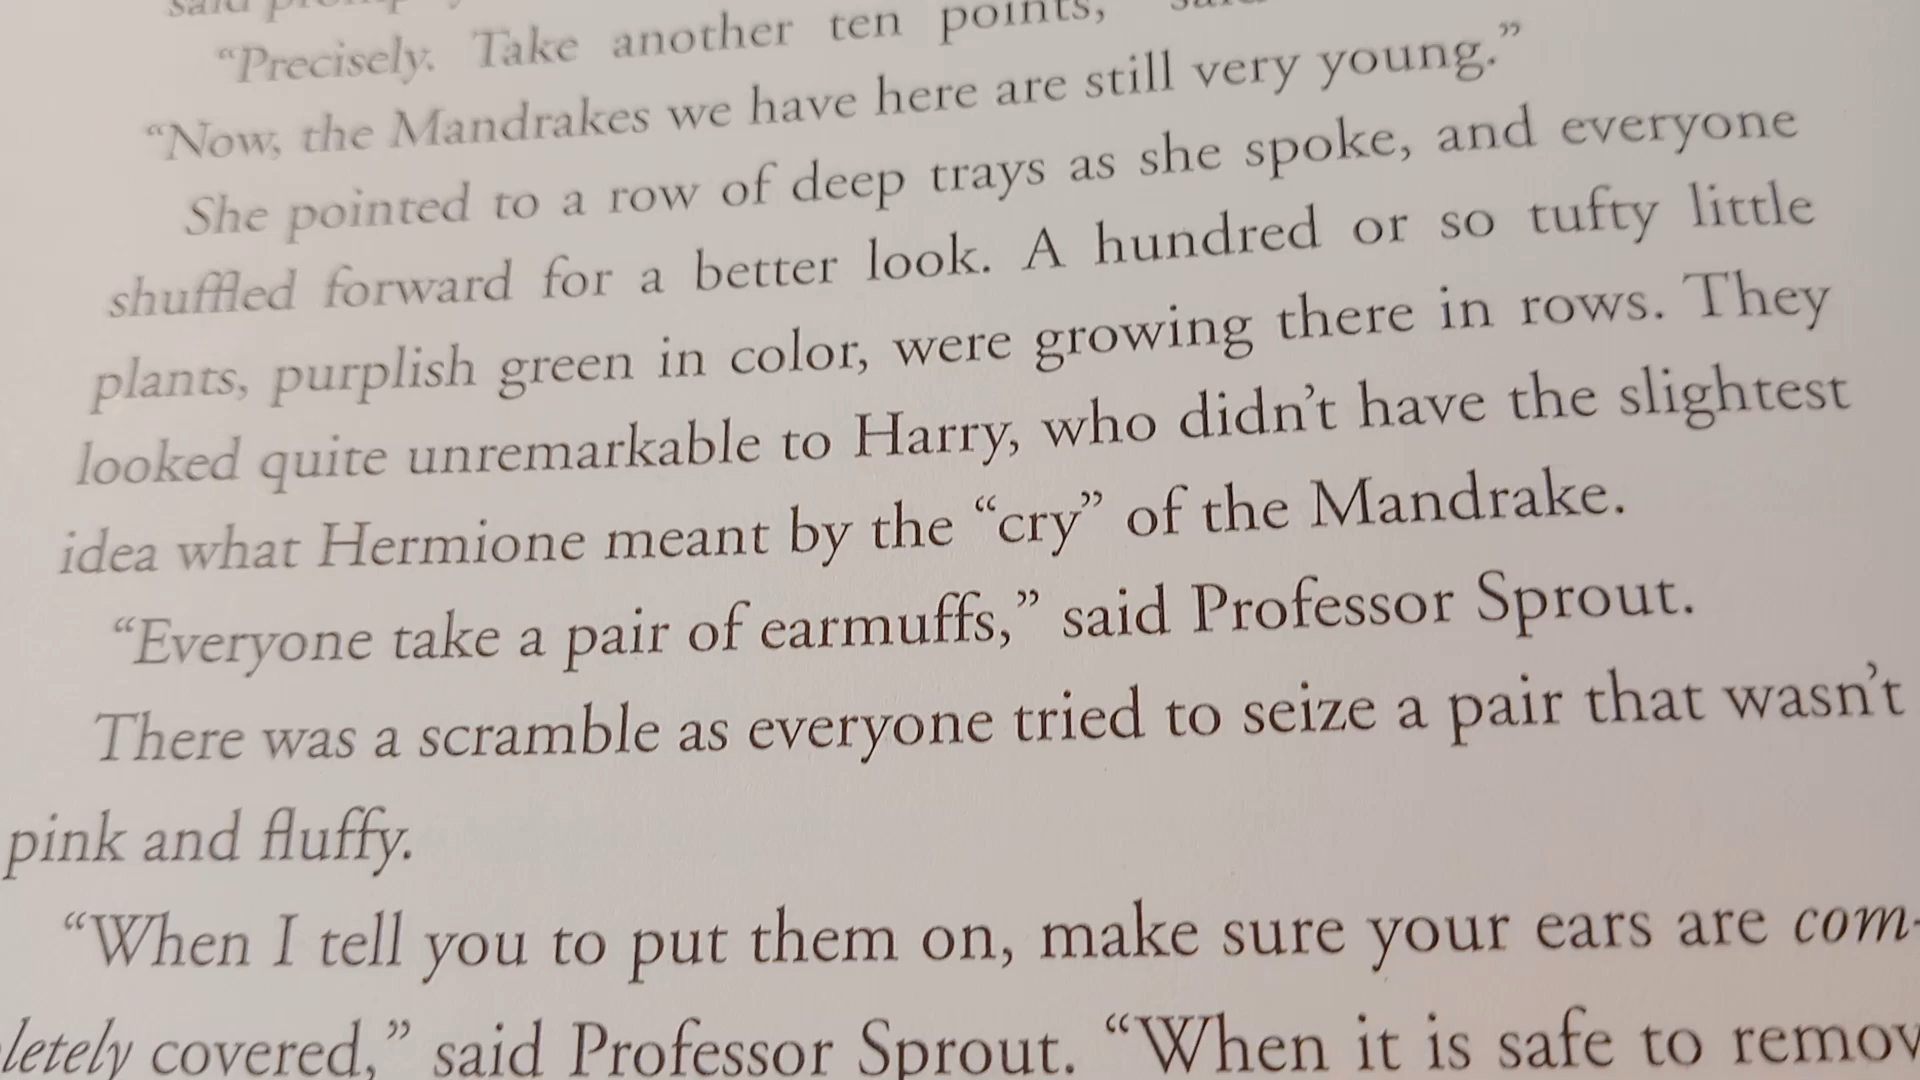 “Precisely. Take another ten points,”
“Now, the Mandrakes we have here are still very young.”
She pointed to a row of deep trays as she spoke, and everyone
shuffled forward for a better look. A hundred or so tufty little
plants, purplish green in color, were growing there in rows. They
looked quite unremarkable to Harry, who didn’t have the slightest
idea what Hermione meant by the “cry” of the Mandrake.
“Everyone take a pair of earmuffs,” said Professor Sprout.
There was a scramble as everyone tried to seize a pair that wasn’t
pink and fluffy.
“When I tell you to put them on, make sure your ears are com-
letely covered,” said Professor Sprout. “When it is safe to remov